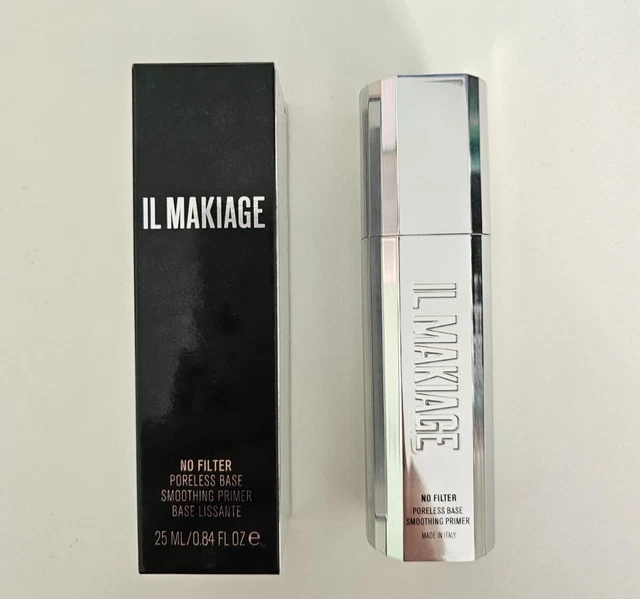 IL MAKIAGE
NO FILTER
PORELESS BASE
SMOOTHING PRIMER
BASE LISSANTE
25 ML/0.84 FL OZ e
IL MAKIAGE
NO FILTER
PORELESS BASE
SMOOTHING PRIMER
MADE IN ITALY